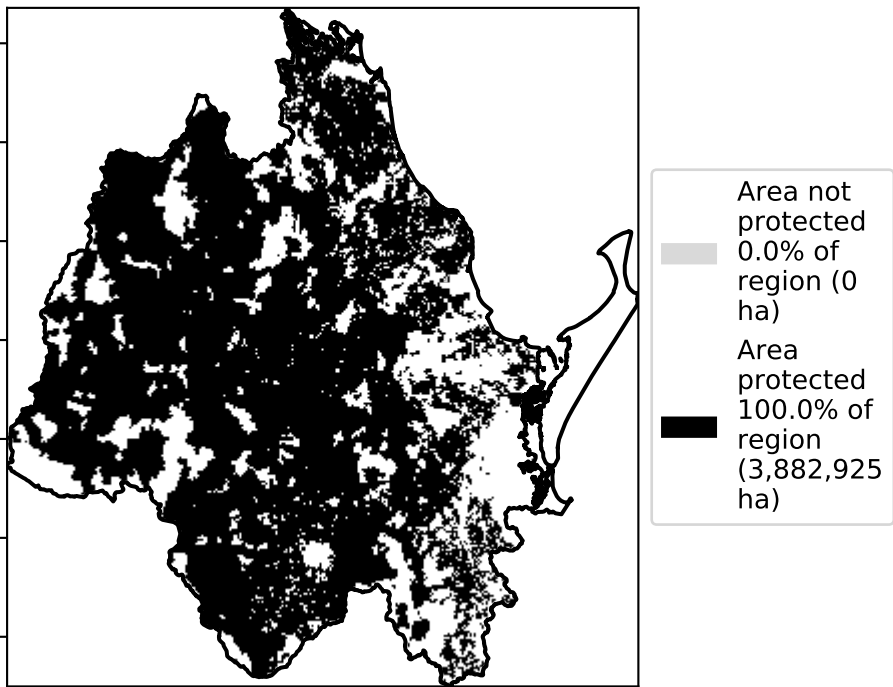 Area not
protected
0.0% of
region (0
ha)
Area
protected
100.0% of
region
(3,882,925
ha)